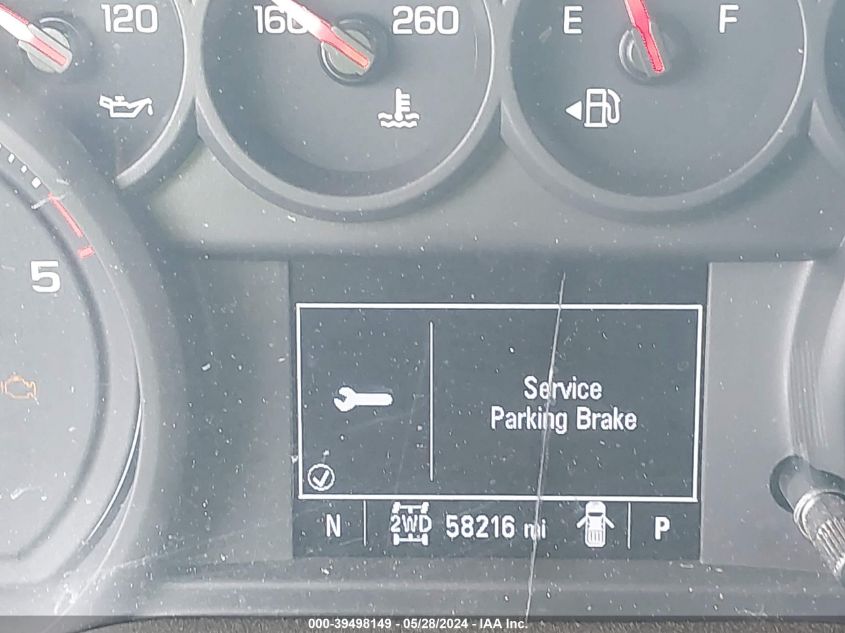 120
160
260
E
F
5
Service
Parking Brake
N 2WD 58216 mi P
000-39498149 - 05/28/2024 - IAA Inc.